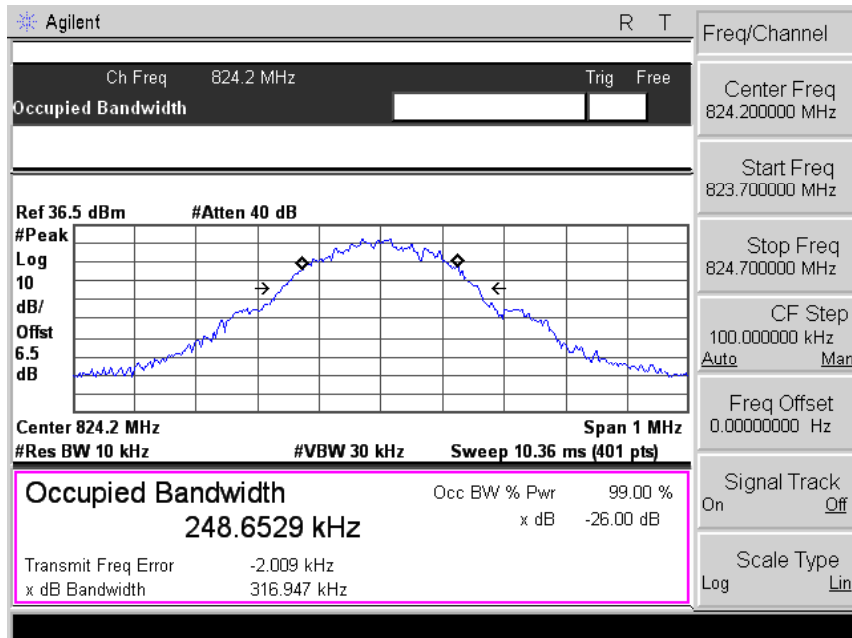 Agilent R T
Freq/Channel
Ch Freq 824.2 MHz Trig Free
Occupied Bandwidth
Center Freq
824.200000 MHz
Start Freq
823.700000 MHz
Stop Freq
824.700000 MHz
CF Step
100.000000 kHz
Auto Man
Freq Offset
0.00000000 Hz
Signal Track
On Off
Scale Type
Log Lin
Ref 36.5 dBm #Atten 40 dB
#Peak
Log
10
dB/
Offst
6.5
dB
Center 824.2 MHz Span 1 MHz
#Res BW 10 kHz #VBW 30 kHz Sweep 10.36 ms (401 pts)
Occupied Bandwidth Occ BW % Pwr 99.00 %
248.6529 kHz x dB -26.00 dB
Transmit Freq Error -2.009 kHz
x dB Bandwidth 316.947 kHz